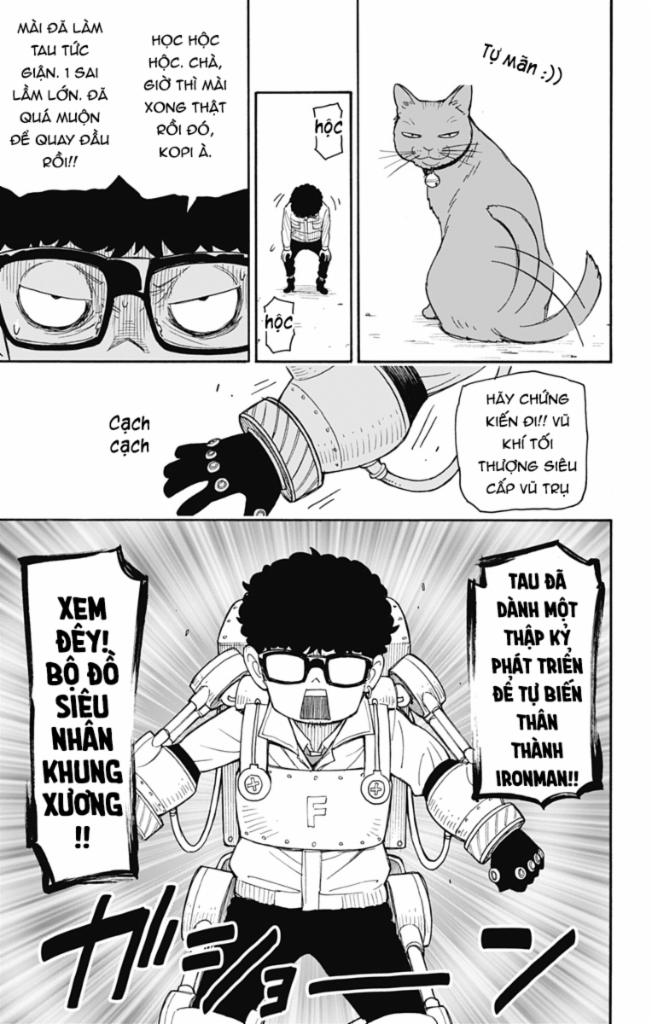 TỰ MÃN :))
hộc
hộc
HỌC HỘC
HỘC. CHÀ,
GIỜ THÌ MÀI
XONG THẬT
RỒI ĐÓ,
KOPI À.
MÀI ĐÃ LÀM
TAU TỨC
GIẬN. 1 SAI
LẦM LỚN. ĐÃ
QUÁ MUỘN
ĐỂ QUAY ĐẦU
RỒI!!
HÃY CHỨNG
KIẾN ĐI!! VŨ
KHÍ TỐI
THƯỢNG SIÊU
CẤP VŨ TRỤ
Cạch
cạch
TAU ĐÃ
DÀNH MỘT
THẬP KỶ
PHÁT TRIỂN
ĐỂ TỰ BIẾN
THÂN
THÀNH
IRONMAN!!
XEM
ĐÊY!
BỘ ĐỒ
SIÊU
NHÂN
KHUNG
XƯƠNG
!!
F
ガショーン